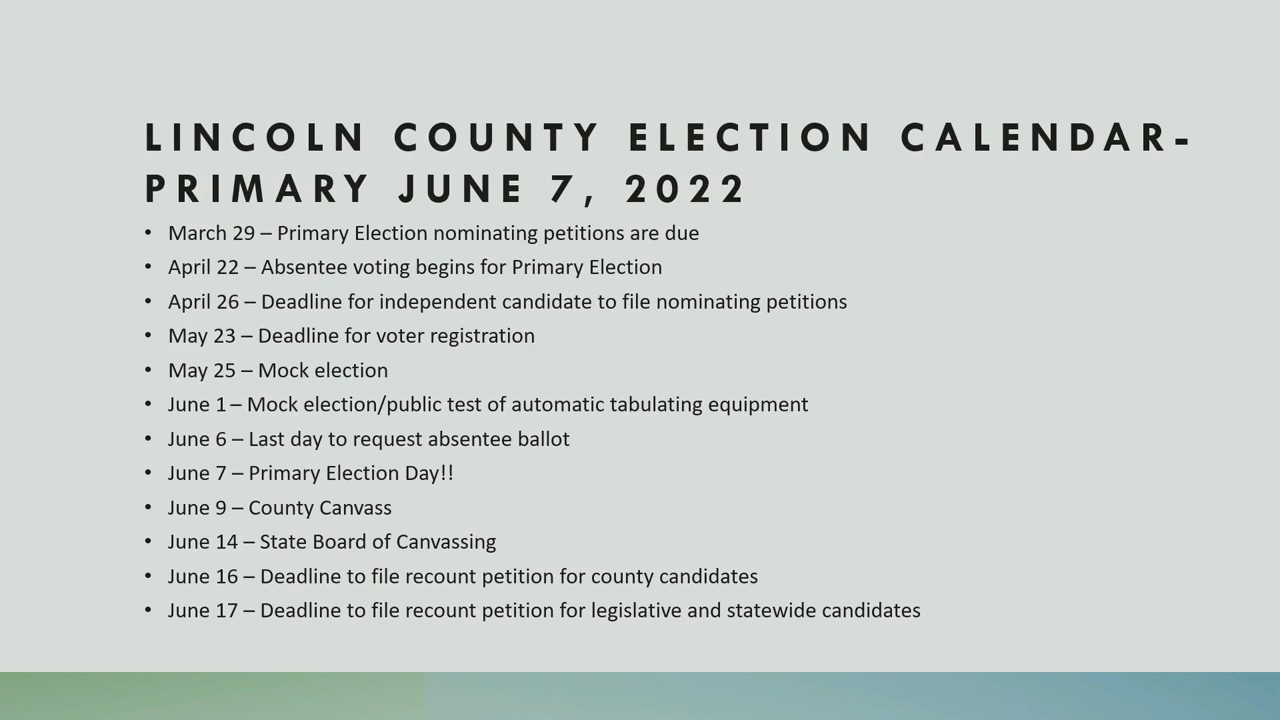 LINCOLN COUNTY ELECTION CALENDAR-
PRIMARY JUNE 7, 2022
• March 29 – Primary Election nominating petitions are due
• April 22 – Absentee voting begins for Primary Election
• April 26 – Deadline for independent candidate to file nominating petitions
• May 23 – Deadline for voter registration
• May 25 – Mock election
• June 1 – Mock election/public test of automatic tabulating equipment
• June 6 – Last day to request absentee ballot
• June 7 – Primary Election Day!!
• June 9 – County Canvass
• June 14 – State Board of Canvassing
• June 16 – Deadline to file recount petition for county candidates
• June 17 – Deadline to file recount petition for legislative and statewide candidates